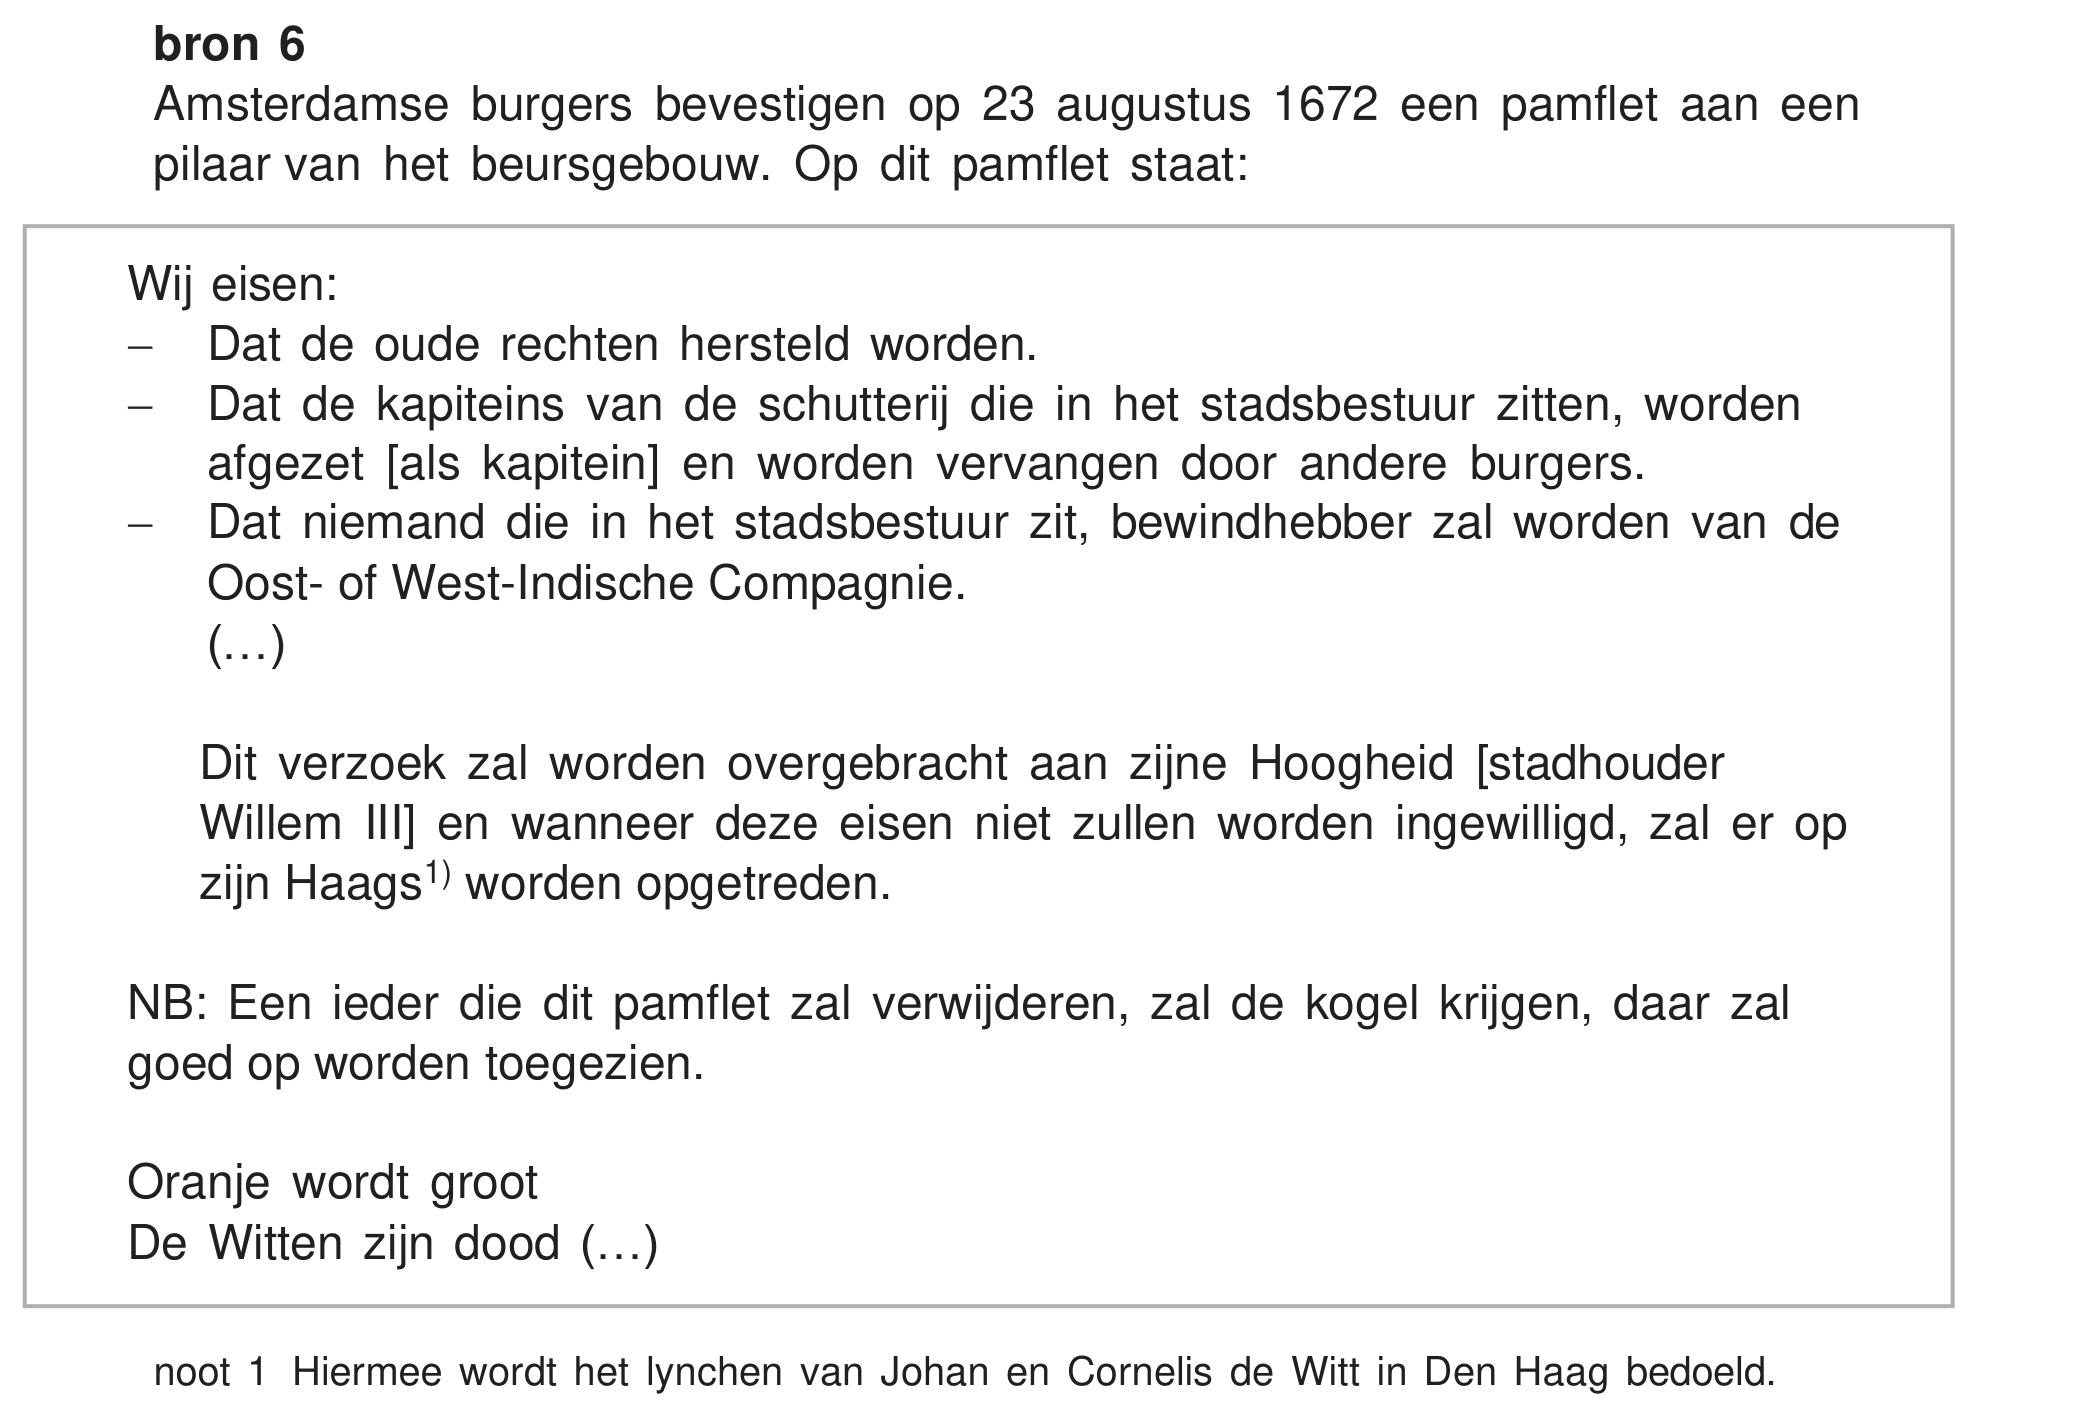 bron 6
Amsterdamse burgers bevestigen op 23 augustus 1672 een pamflet aan een
pilaar van het beursgebouw. Op dit pamflet staat:
Wij eisen:
– Dat de oude rechten hersteld worden.
– Dat de kapiteins van de schutterij die in het stadsbestuur zitten, worden
afgezet [als kapitein] en worden vervangen door andere burgers.
– Dat niemand die in het stadsbestuur zit, bewindhebber zal worden van de
Oost- of West-Indische Compagnie.
(…)
Dit verzoek zal worden overgebracht aan zijne Hoogheid [stadhouder
Willem III] en wanneer deze eisen niet zullen worden ingewilligd, zal er op
zijn Haags1) worden opgetreden.
NB: Een ieder die dit pamflet zal verwijderen, zal de kogel krijgen, daar zal
goed op worden toegezien.
Oranje wordt groot
De Witten zijn dood (…)
noot 1 Hiermee wordt het lynchen van Johan en Cornelis de Witt in Den Haag bedoeld.